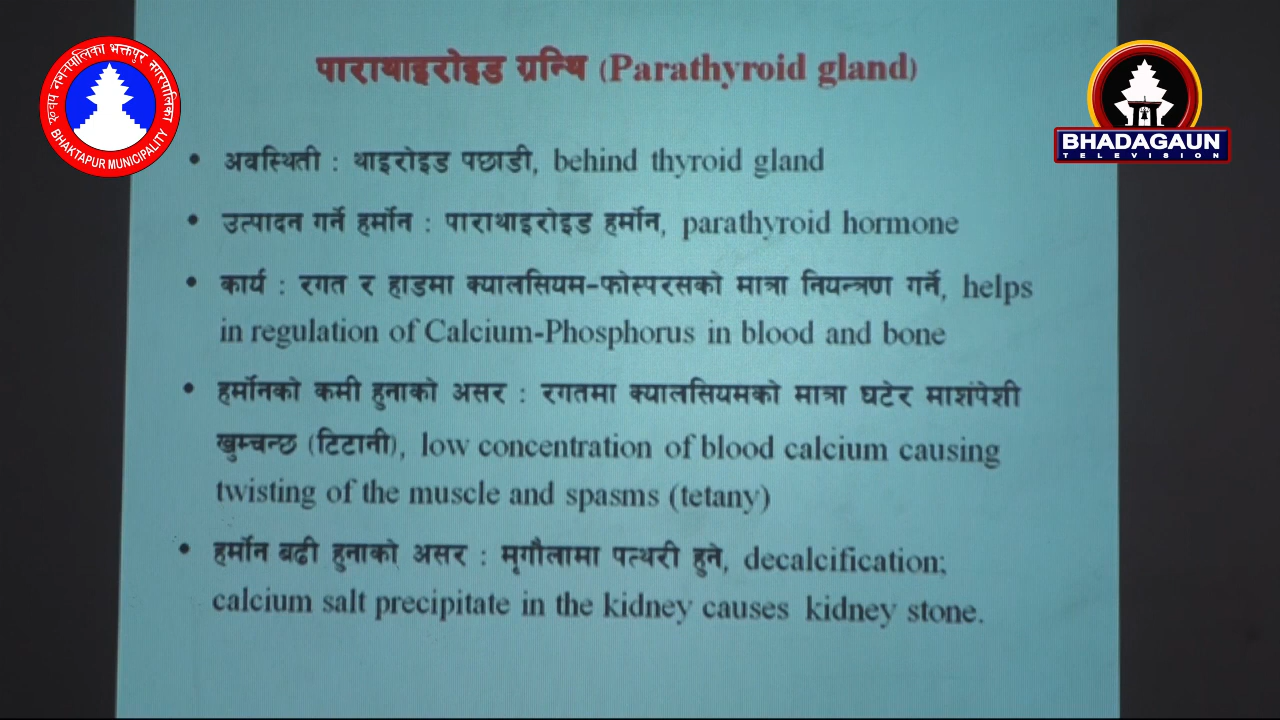 पाराथाइरोइड ग्रन्थि (Parathyroid gland)
• अवस्थिती : थाइरोइड पछाडी, behind thyroid gland
• उत्पादन गर्ने हर्मोन : पाराथाइरोइड हर्मोन, parathyroid hormone
• कार्य : रगत र हाडमा क्यालसियम-फोस्परसको मात्रा नियन्त्रण गर्ने, helps
in regulation of Calcium-Phosphorus in blood and bone
• हर्मोनको कमी हुनाको असर : रगतमा क्यालसियमको मात्रा घटेर माशंपेशी
खुम्चन्छ (टिटानी), low concentration of blood calcium causing
twisting of the muscle and spasms (tetany)
• हर्मोन बढी हुनाको असर : मृगौलामा पत्थरी हुने, decalcification;
calcium salt precipitate in the kidney causes kidney stone.
भक्तपुर नगरपालिका
BHAKTAPUR MUNICIPALITY
BHADAGAUN
TELEVISION